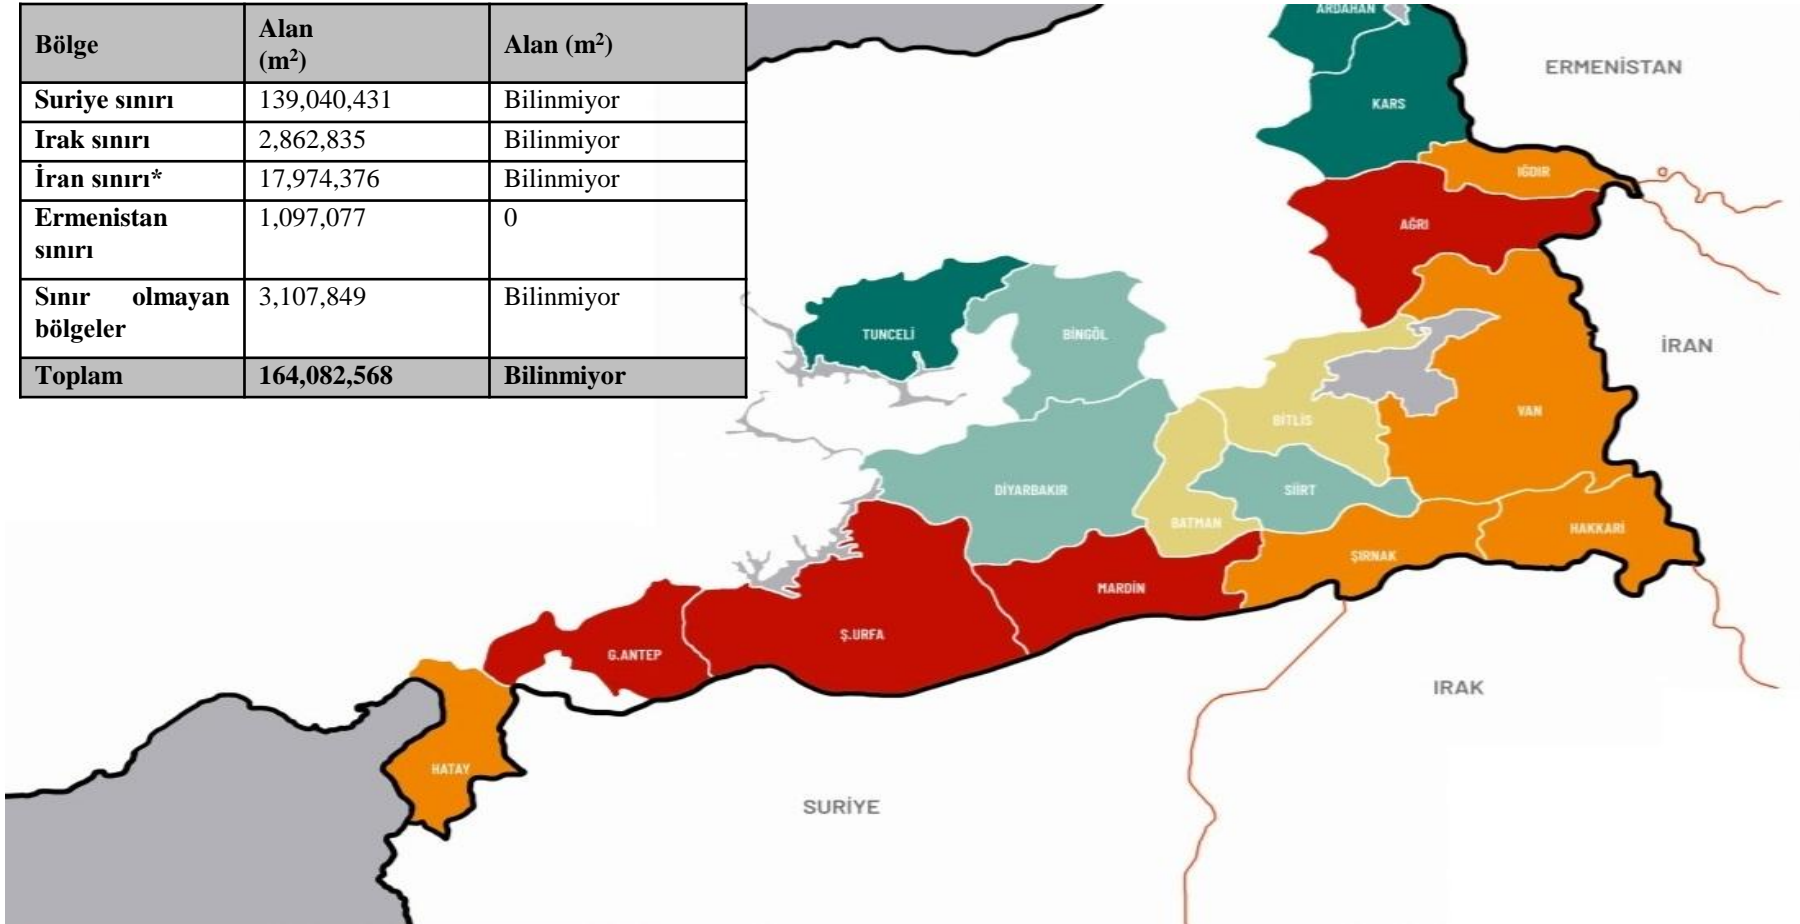 Bölge Alan (m²) Alan (m²)
Suriye sınırı 139,040,431 Bilinmiyor
Irak sınırı 2,862,835 Bilinmiyor
İran sınırı* 17,974,376 Bilinmiyor
Ermenistan sınırı 1,097,077 0
Sınır olmayan bölgeler 3,107,849 Bilinmiyor
Toplam 164,082,568 Bilinmiyor
ARDAHAN
ERMENİSTAN
KARS
IĞDIR
AĞRI
TUNCELİ
BİNGÖL
İRAN
VAN
BİTLİS
DİYARBAKIR
SİİRT
BATMAN
HAKKARİ
ŞIRNAK
MARDİN
Ş.URFA
G.ANTEP
IRAK
HATAY
SURİYE